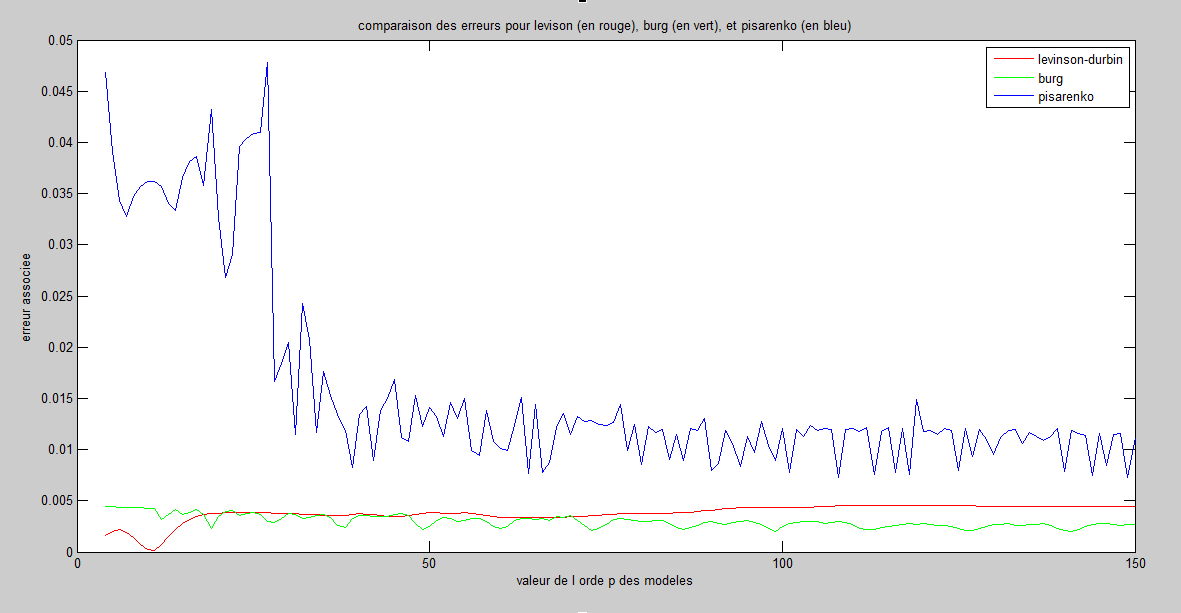 comparaison des erreurs pour levison (en rouge), burg (en vert), et pisarenko (en bleu)
levinson-durbin
burg
pisarenko
erreur associee
0.05
0.045
0.04
0.035
0.03
0.025
0.02
0.015
0.01
0.005
0
0
50
100
150
valeur de l orde p des modeles